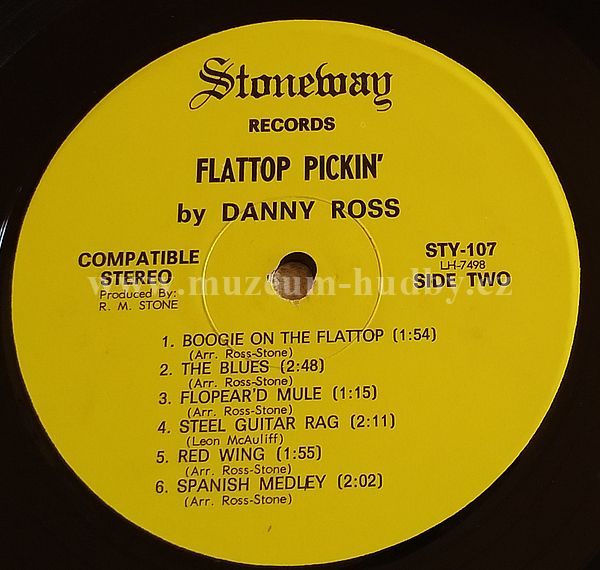 Stoneway
RECORDS
FLATTOP PICKIN'
by DANNY ROSS
COMPATIBLE
STEREO
Produced By:
R. M. STONE
STY-107
LH-7498
SIDE TWO
www.muzeum-hudby.cz
1. BOOGIE ON THE FLATTOP (1:54)
(Arr. Ross-Stone)
2. THE BLUES (2:48)
(Arr. Ross-Stone)
3. FLOPEAR'D MULE (1:15)
(Arr. Ross-Stone)
4. STEEL GUITAR RAG (2:11)
(Leon McAuliff)
5. RED WING (1:55)
(Arr. Ross-Stone)
6. SPANISH MEDLEY (2:02)
(Arr. Ross-Stone)